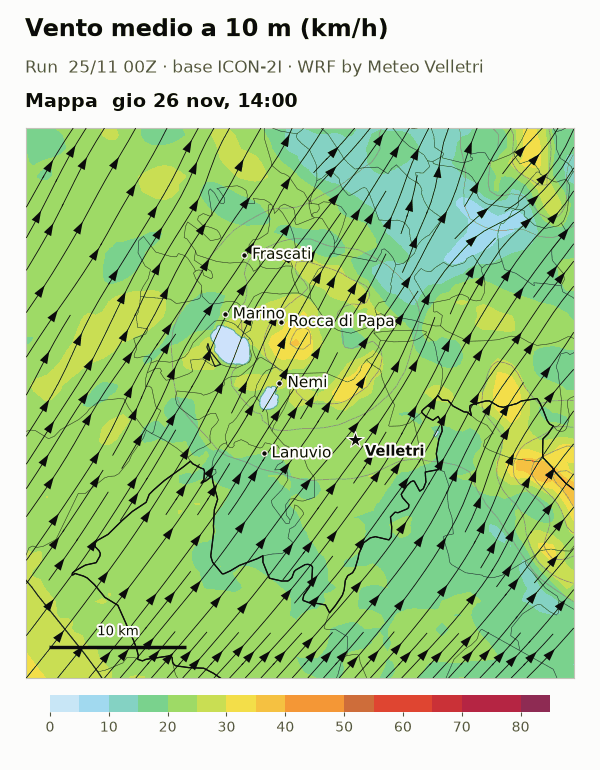 Vento medio a 10 m (km/h)
Run  25/11 00Z · base ICON-2I · WRF by Meteo Velletri
Mappa  gio 26 nov, 14:00
Frascati
Marino
Rocca di Papa
Nemi
Velletri
Lanuvio
10 km
0 10 20 30 40 50 60 70 80